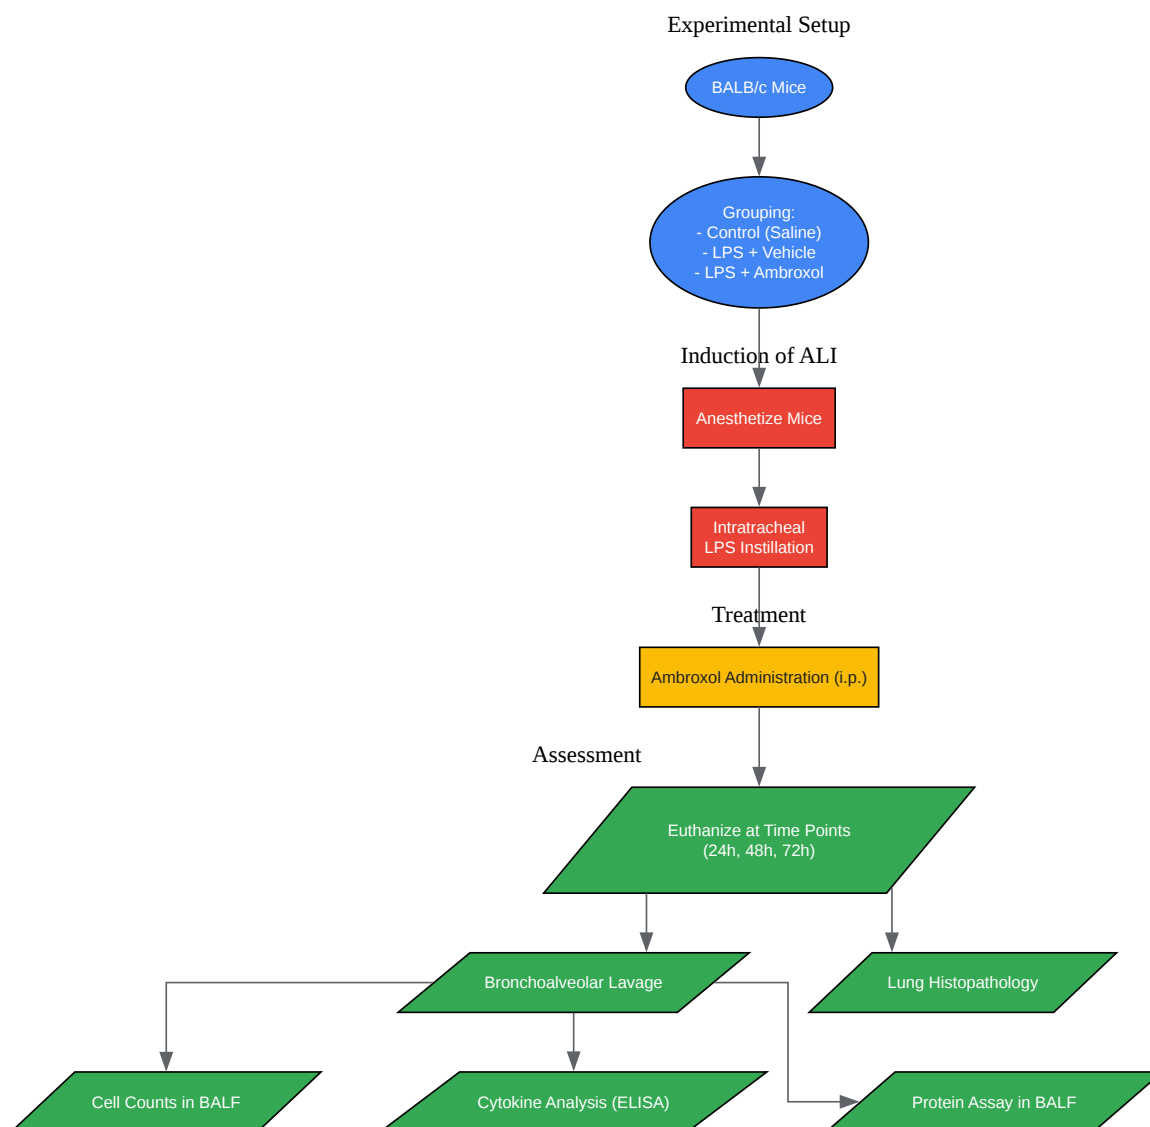 Experimental Setup
BALB/c Mice
Grouping:
- Control (Saline)
- LPS + Vehicle
- LPS + Ambroxol
Induction of ALI
Anesthetize Mice
Intratracheal
LPS Instillation
Treatment
Ambroxol Administration (i.p.)
Assessment
Euthanize at Time Points
(24h, 48h, 72h)
Bronchoalveolar Lavage
Lung Histopathology
Cell Counts in BALF
Cytokine Analysis (ELISA)
Protein Assay in BALF